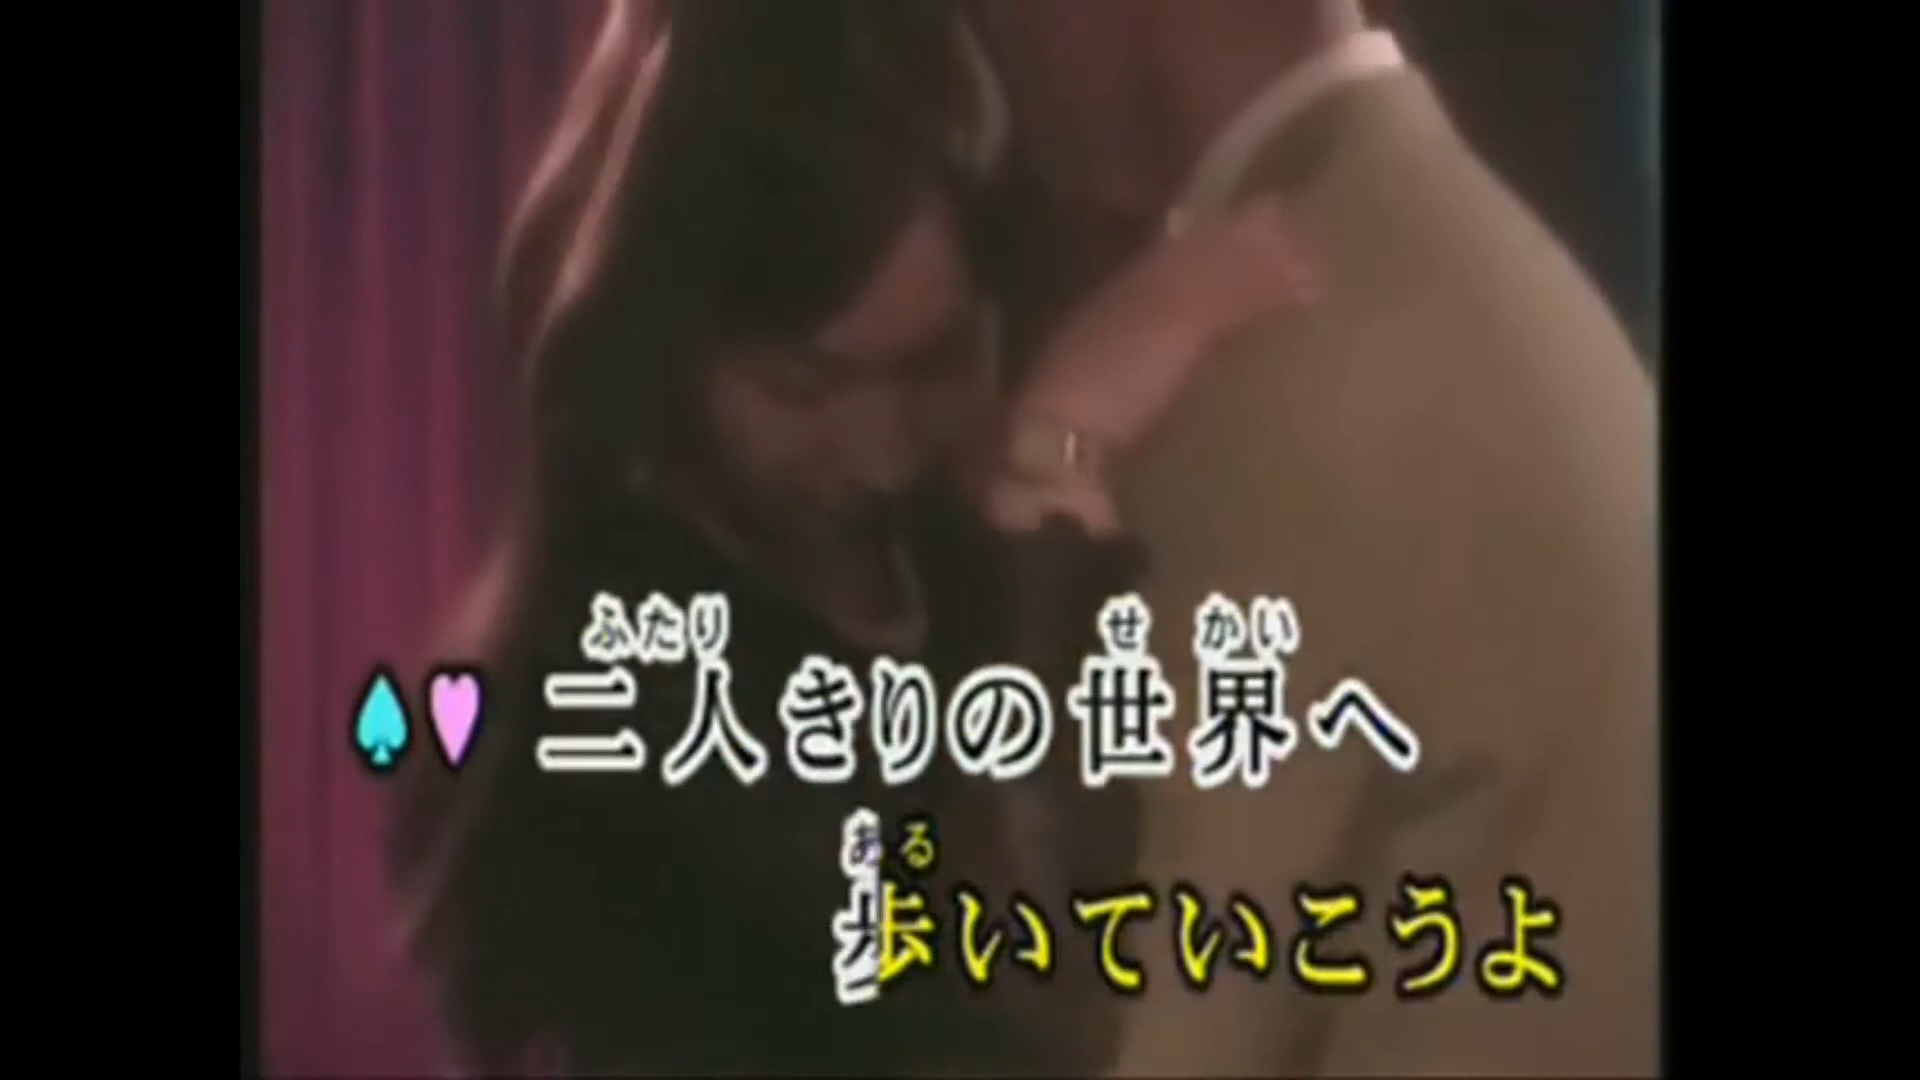 ふたり せかい
♠♥ 二人きりの世界へ
ある
歩いていこうよ